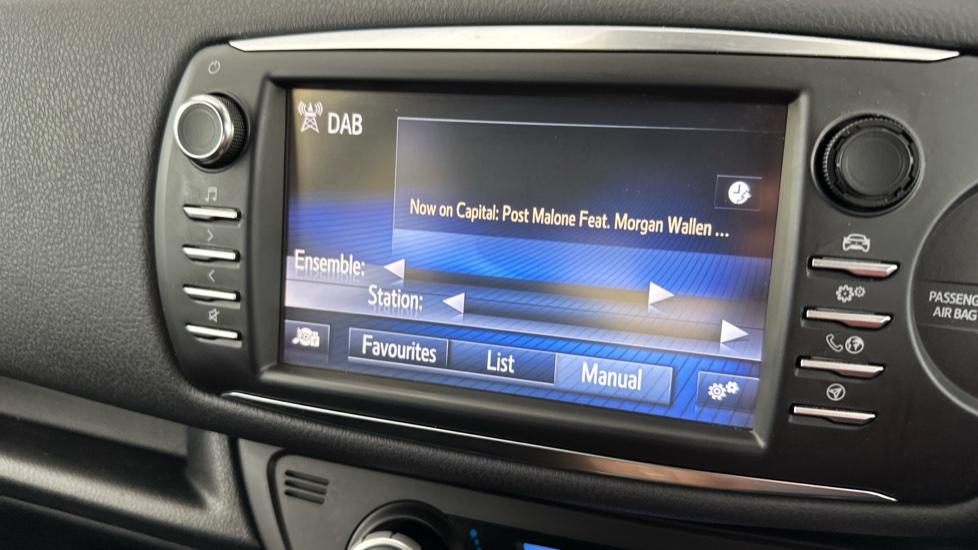 DAB
Now on Capital: Post Malone Feat. Morgan Wallen ...
Ensemble:
Station:
Favourites
List
Manual
PASSENG
AIR BAG